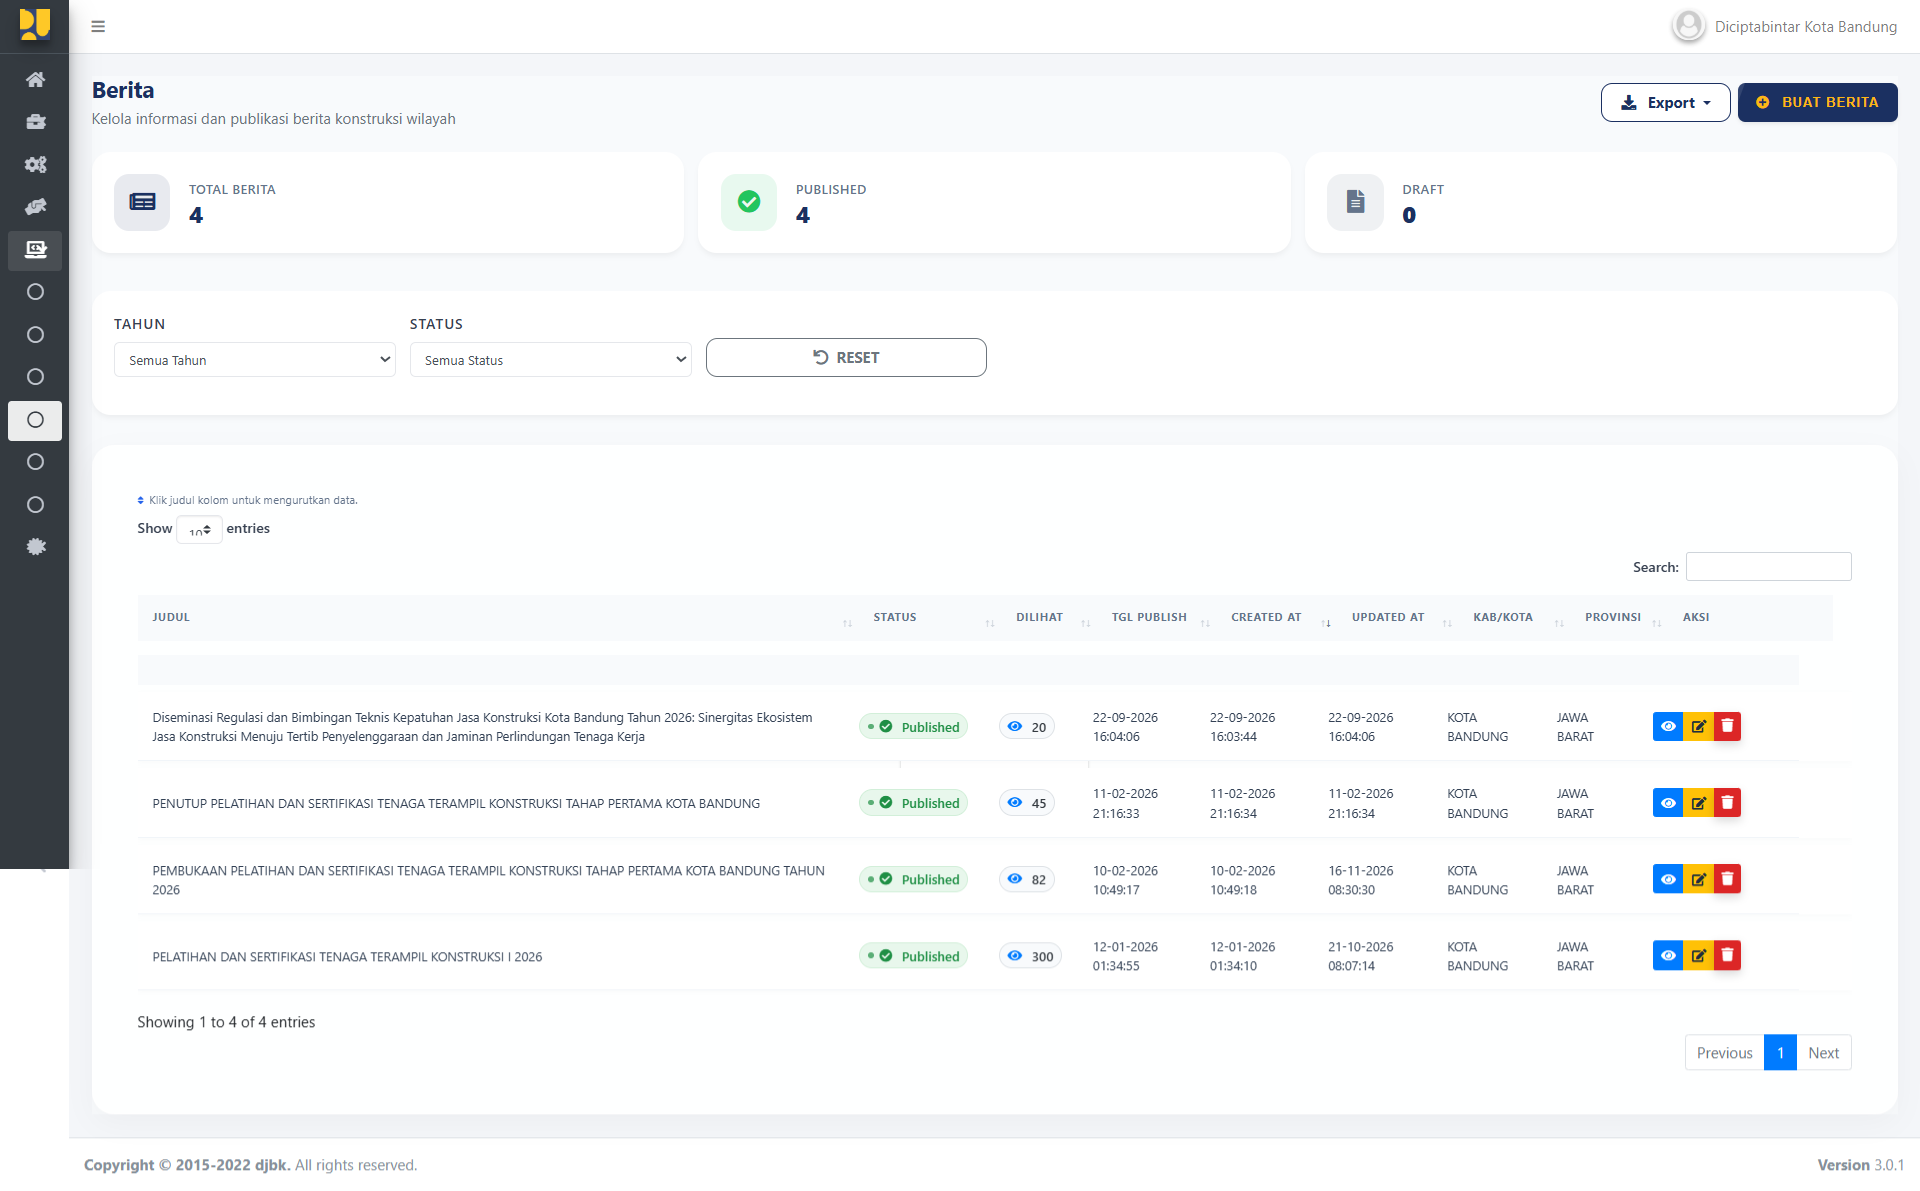 Diciptabintar Kota Bandung
Berita
Kelola informasi dan publikasi berita konstruksi wilayah
Export
BUAT BERITA
TOTAL BERITA
4
PUBLISHED
4
DRAFT
0
TAHUN
STATUS
Semua Tahun
Semua Status
RESET
Klik judul kolom untuk mengurutkan data.
Show 10 entries
Search:
JUDUL STATUS DILIHAT TGL PUBLISH CREATED AT UPDATED AT KAB/KOTA PROVINSI AKSI
Diseminasi Regulasi dan Bimbingan Teknis Kepatuhan Jasa Konstruksi Kota Bandung Tahun 2026: Sinergitas Ekosistem
Jasa Konstruksi Menuju Tertib Penyelenggaraan dan Jaminan Perlindungan Tenaga Kerja
Published
20
22-09-2026
16:04:06
22-09-2026
16:03:44
22-09-2026
16:04:06
KOTA
BANDUNG
JAWA
BARAT
PENUTUP PELATIHAN DAN SERTIFIKASI TENAGA TERAMPIL KONSTRUKSI TAHAP PERTAMA KOTA BANDUNG
Published
45
11-02-2026
21:16:33
11-02-2026
21:16:34
11-02-2026
21:16:34
KOTA
BANDUNG
JAWA
BARAT
PEMBUKAAN PELATIHAN DAN SERTIFIKASI TENAGA TERAMPIL KONSTRUKSI TAHAP PERTAMA KOTA BANDUNG TAHUN
2026
Published
82
10-02-2026
10:49:17
10-02-2026
10:49:18
16-11-2026
08:30:30
KOTA
BANDUNG
JAWA
BARAT
PELATIHAN DAN SERTIFIKASI TENAGA TERAMPIL KONSTRUKSI I 2026
Published
300
12-01-2026
01:34:55
12-01-2026
01:34:10
21-10-2026
08:07:14
KOTA
BANDUNG
JAWA
BARAT
Showing 1 to 4 of 4 entries
Previous 1 Next
Copyright © 2015-2022 djbk. All rights reserved.
Version 3.0.1